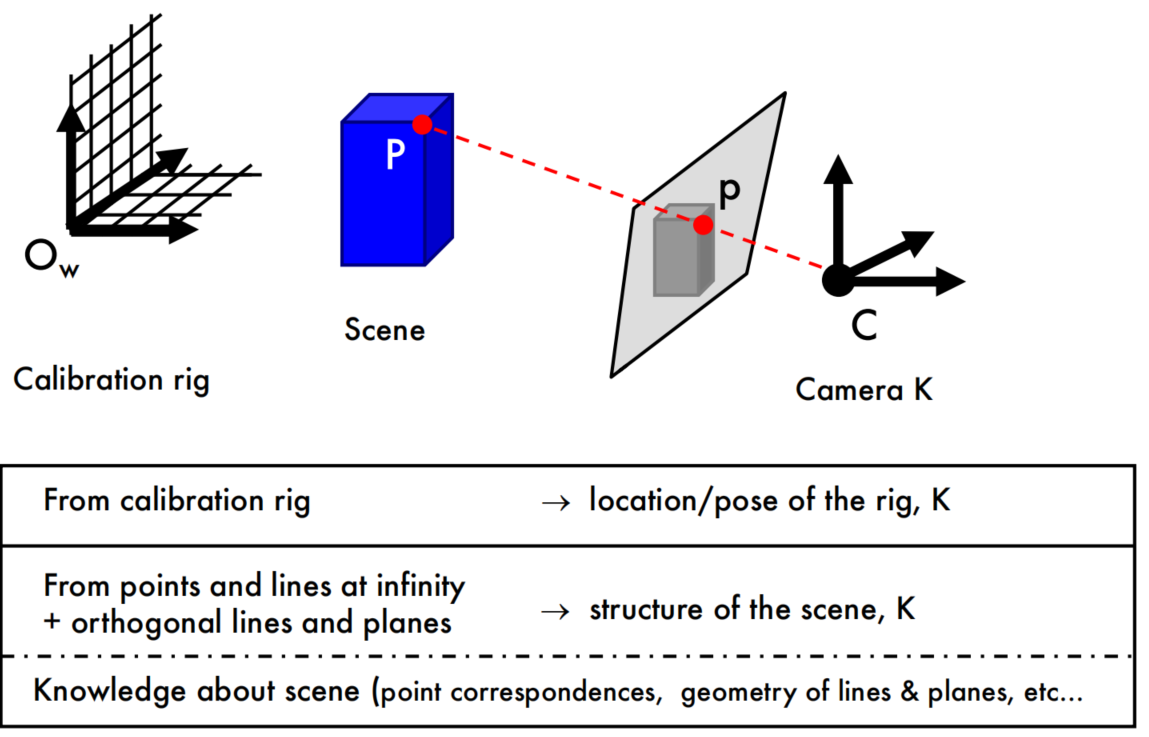 P
p
O w
C
Scene
Calibration rig
Camera K
From calibration rig → location/pose of the rig, K
From points and lines at infinity
+ orthogonal lines and planes → structure of the scene, K
Knowledge about scene (point correspondences, geometry of lines & planes, etc...